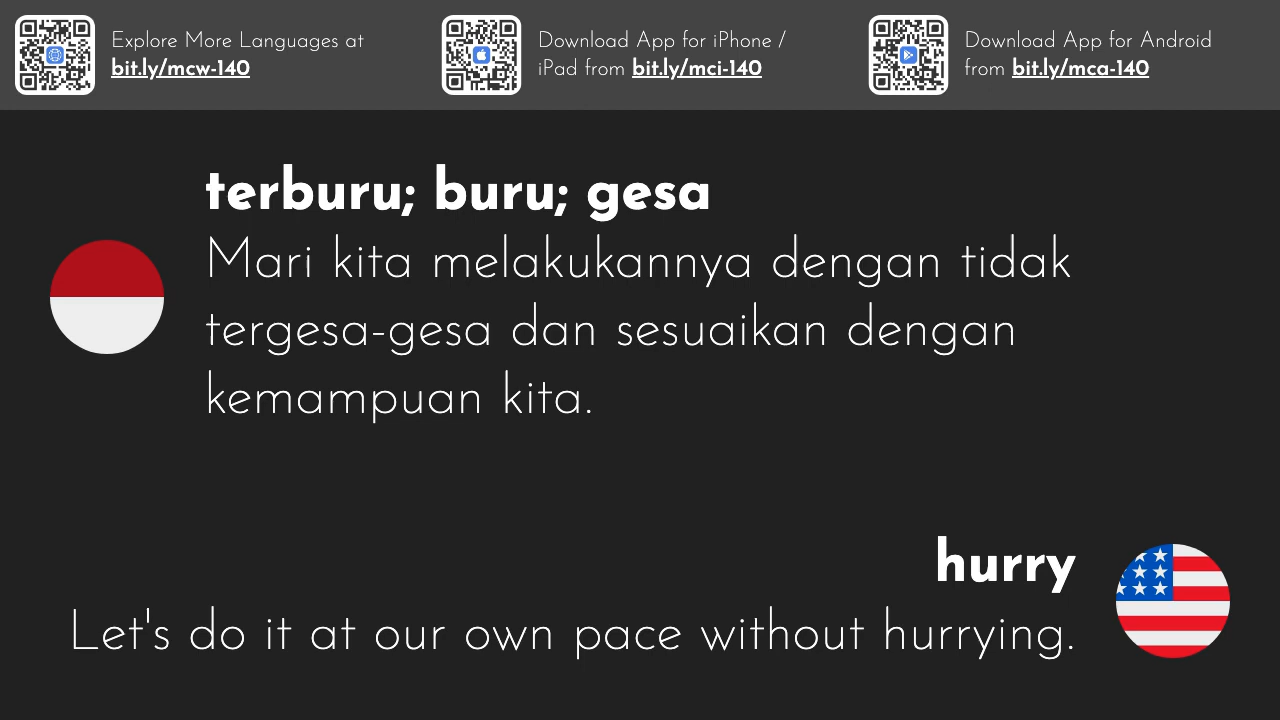 Explore More Languages at
bit.ly/mcw-140
Download App for iPhone /
iPad from bit.ly/mci-140
Download App for Android
from bit.ly/mca-140
terburu; buru; gesa
Mari kita melakukannya dengan tidak
tergesa-gesa dan sesuaikan dengan
kemampuan kita.
hurry
Let's do it at our own pace without hurrying.